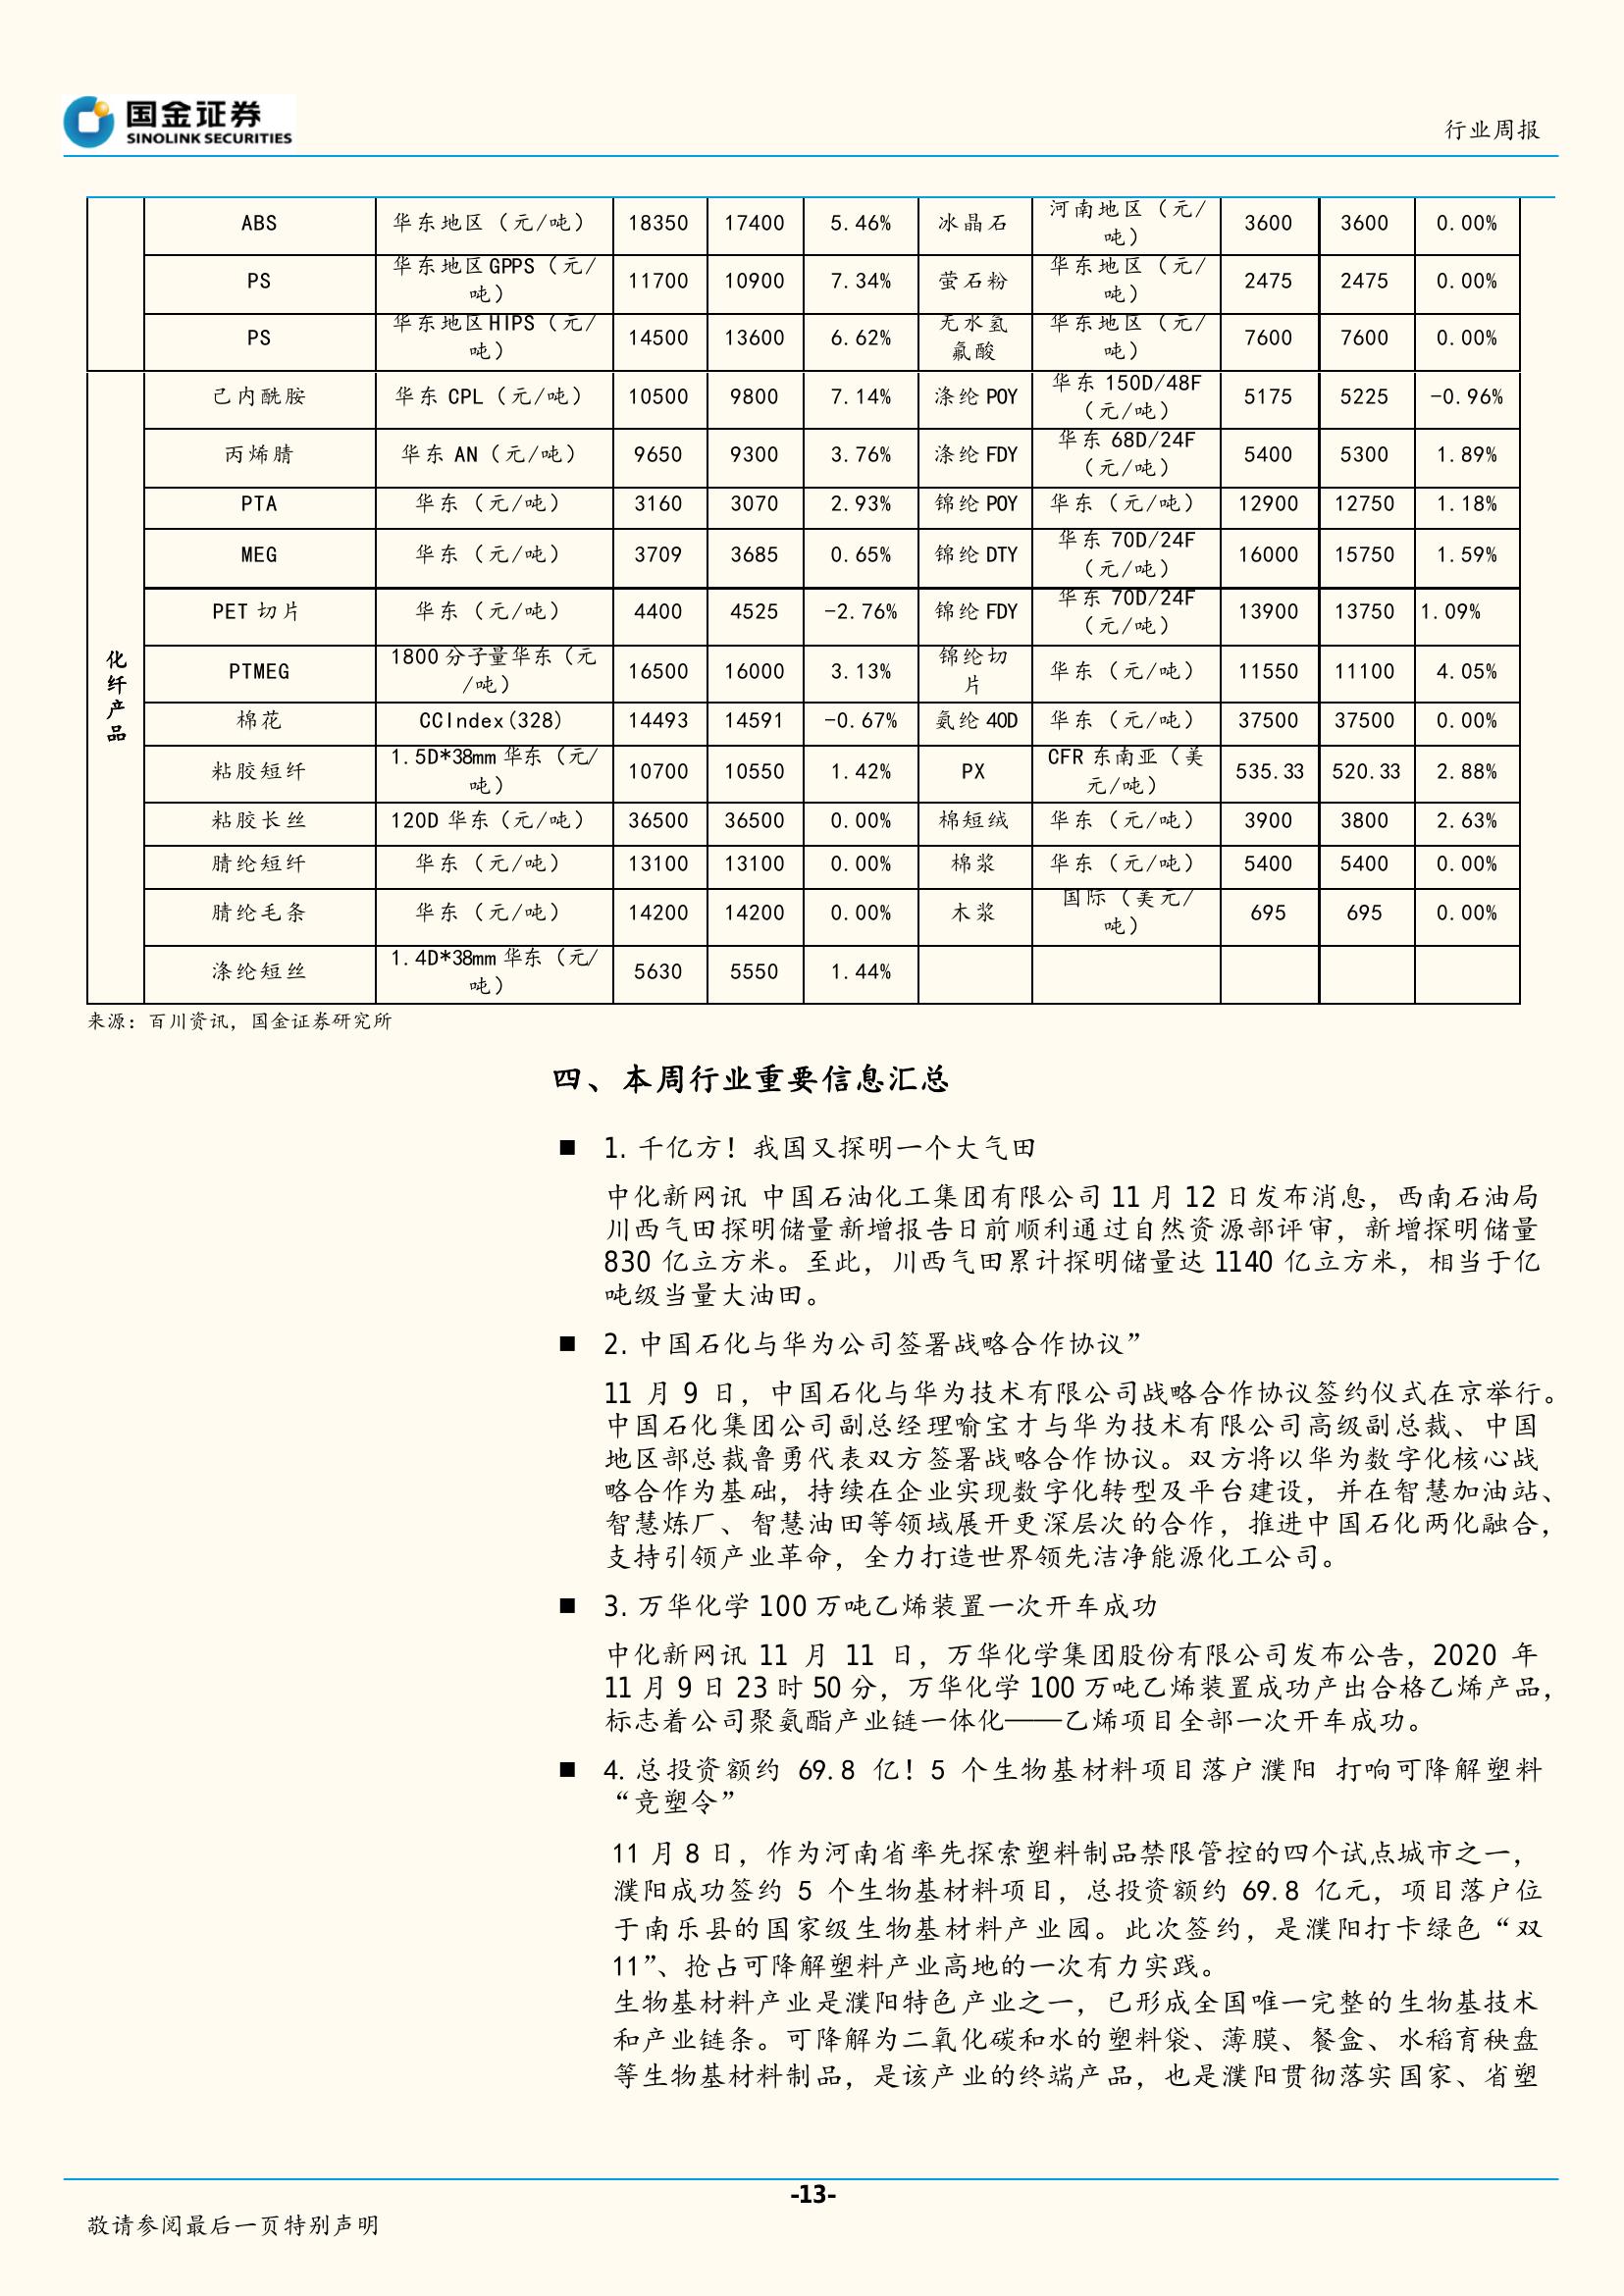 国金证券
SINOLINK SECURITIES
行业周报
ABS 华东地区（元/吨） 18350 17400 5.46% 冰晶石 河南地区（元/吨） 3600 3600 0.00%
PS 华东地区 GPPS（元/吨） 11700 10900 7.34% 萤石粉 华东地区（元/吨） 2475 2475 0.00%
PS 华东地区 HIPS（元/吨） 14500 13600 6.62% 无水氢氟酸 华东地区（元/吨） 7600 7600 0.00%
化纤产品
己内酰胺 华东 CPL（元/吨） 10500 9800 7.14% 涤纶 POY 华东 150D/48F（元/吨） 5175 5225 -0.96%
丙烯腈 华东 AN（元/吨） 9650 9300 3.76% 涤纶 FDY 华东 68D/24F（元/吨） 5400 5300 1.89%
PTA 华东（元/吨） 3160 3070 2.93% 锦纶 POY 华东（元/吨） 12900 12750 1.18%
MEG 华东（元/吨） 3709 3685 0.65% 锦纶 DTY 华东 70D/24F（元/吨） 16000 15750 1.59%
PET 切片 华东（元/吨） 4400 4525 -2.76% 锦纶 FDY 华东 70D/24F（元/吨） 13900 13750 1.09%
PTMEG 1800 分子量华东（元/吨） 16500 16000 3.13% 锦纶切片 华东（元/吨） 11550 11100 4.05%
棉花 CCIndex(328) 14493 14591 -0.67% 氨纶 40D 华东（元/吨） 37500 37500 0.00%
粘胶短纤 1.5D*38mm 华东（元/吨） 10700 10550 1.42% PX CFR 东南亚（美元/吨） 535.33 520.33 2.88%
粘胶长丝 120D 华东（元/吨） 36500 36500 0.00% 棉短绒 华东（元/吨） 3900 3800 2.63%
腈纶短纤 华东（元/吨） 13100 13100 0.00% 棉浆 华东（元/吨） 5400 5400 0.00%
腈纶毛条 华东（元/吨） 14200 14200 0.00% 木浆 国际（美元/吨） 695 695 0.00%
涤纶短丝 1.4D*38mm 华东（元/吨） 5630 5550 1.44%
来源：百川资讯，国金证券研究所
四、本周行业重要信息汇总
■ 1. 千亿方！我国又探明一个大气田
中化新网讯 中国石油化工集团有限公司 11 月 12 日发布消息，西南石油局
川西气田探明储量新增报告日前顺利通过自然资源部评审，新增探明储量
830 亿立方米。至此，川西气田累计探明储量达 1140 亿立方米，相当于亿
吨级当量大油田。
■ 2. 中国石化与华为公司签署战略合作协议”
11 月 9 日，中国石化与华为技术有限公司战略合作协议签约仪式在京举行。
中国石化集团公司副总经理喻宝才与华为技术有限公司高级副总裁、中国
地区部总裁鲁勇代表双方签署战略合作协议。双方将以华为数字化核心战
略合作为基础，持续在企业实现数字化转型及平台建设，并在智慧加油站、
智慧炼厂、智慧油田等领域展开更深层次的合作，推进中国石化两化融合，
支持引领产业革命，全力打造世界领先洁净能源化工公司。
■ 3. 万华化学 100 万吨乙烯装置一次开车成功
中化新网讯 11 月 11 日，万华化学集团股份有限公司发布公告，2020 年
11 月 9 日 23 时 50 分，万华化学 100 万吨乙烯装置成功产出合格乙烯产品，
标志着公司聚氨酯产业链一体化——乙烯项目全部一次开车成功。
■ 4. 总投资额约 69.8 亿！5 个生物基材料项目落户濮阳 打响可降解塑料
“竞塑令”
11 月 8 日，作为河南省率先探索塑料制品禁限管控的四个试点城市之一，
濮阳成功签约 5 个生物基材料项目，总投资额约 69.8 亿元，项目落户位
于南乐县的国家级生物基材料产业园。此次签约，是濮阳打卡绿色“双
11”、抢占可降解塑料产业高地的一次有力实践。
生物基材料产业是濮阳特色产业之一，已形成全国唯一完整的生物基技术
和产业链条。可降解为二氧化碳和水的塑料袋、薄膜、餐盒、水稻育秧盘
等生物基材料制品，是该产业的终端产品，也是濮阳贯彻落实国家、省塑
-13-
敬请参阅最后一页特别声明